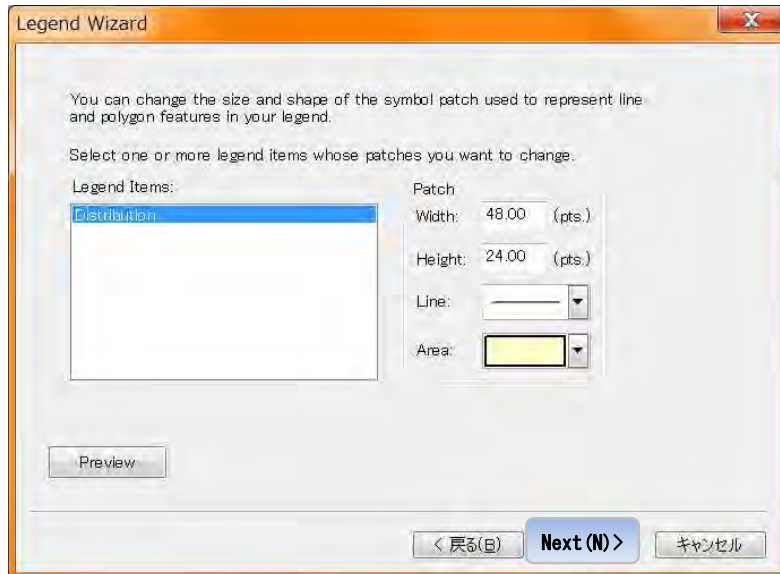 Legend Wizard
You can change the size and shape of the symbol patch used to represent line
and polygon features in your legend.
Select one or more legend items whose patches you want to change.
Legend Items:
Distribution
Patch
Width: 48.00 (pts.)
Height: 24.00 (pts.)
Line:
Area:
Preview
< 戻る(B)
Next(N)>
キャンセル